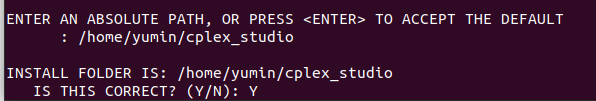 ENTER AN ABSOLUTE PATH, OR PRESS <ENTER> TO ACCEPT THE DEFAULT
: /home/yumin/cplex_studio
INSTALL FOLDER IS: /home/yumin/cplex_studio
IS THIS CORRECT? (Y/N): Y